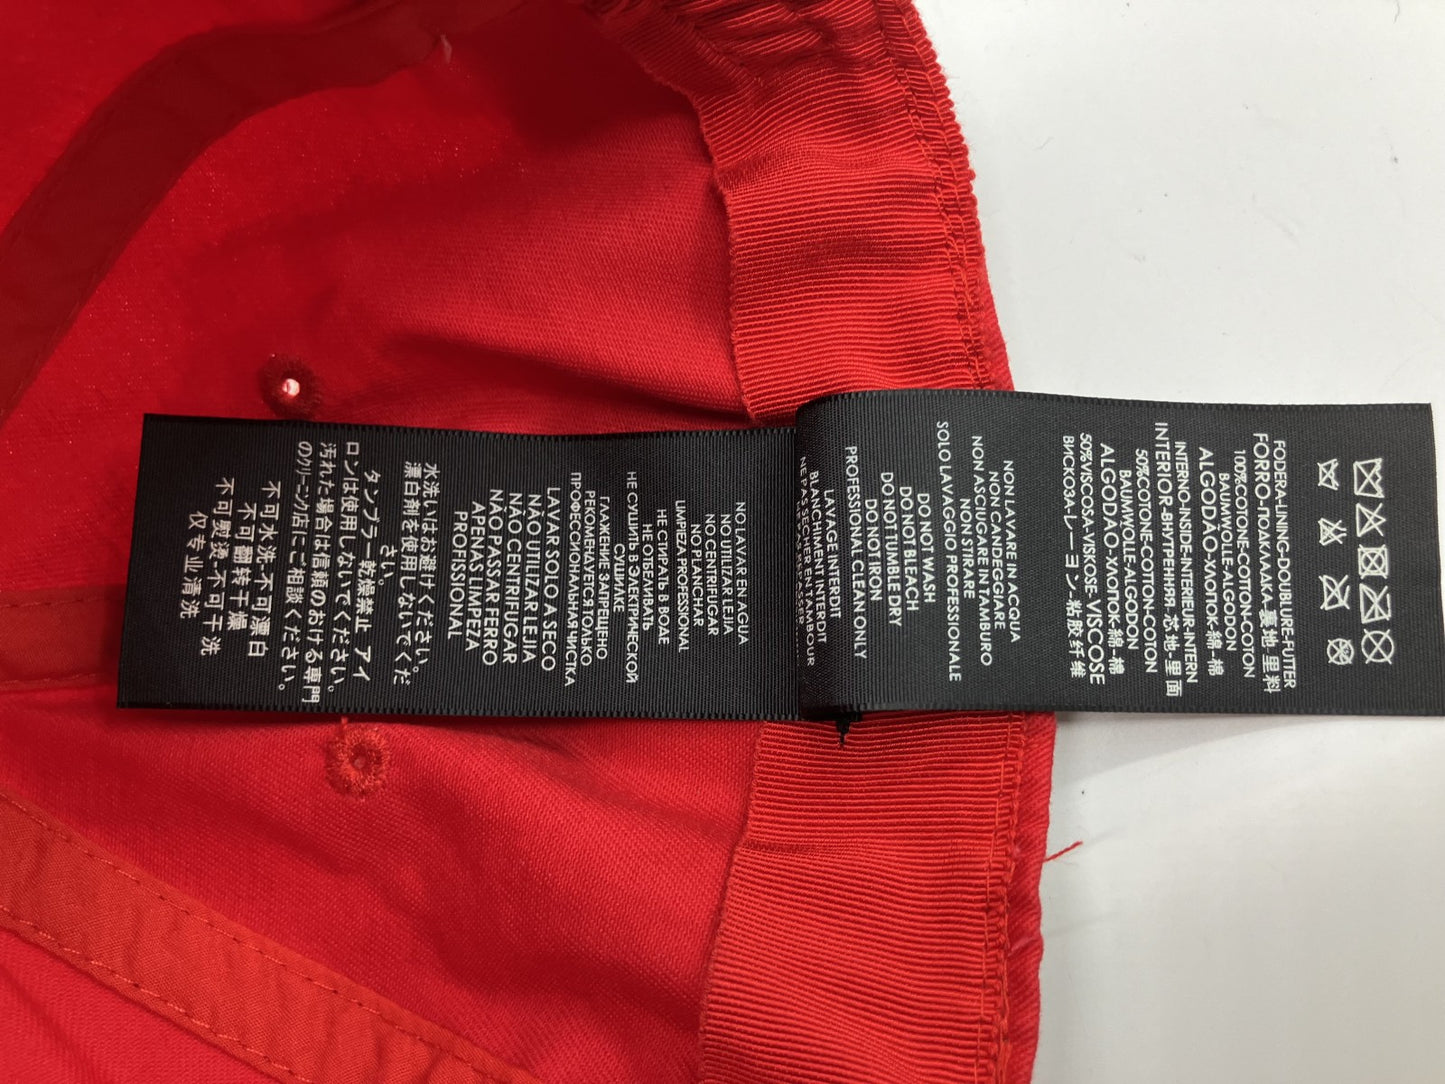 FODERA-LINING-DOUBLURE-FUTTER
FORRO-ПОДКЛАДКА-裏地-里料
100%COTONE-COTTON-COTON
BAUMWOLLE-ALGODON
ALGODÃO-ХЛОПОК-綿-棉
INTERNO-INSIDE-INTERIEUR-INTERN
INTERIOR-ВНУТРЕННЯЯ 芯地-里面
50%COTONE-COTTON-COTON
BAUMWOLLE-ALGODON
ALGODÃO-ХЛОПОК-綿-棉
50%VISCOSA-VISKOSE- VISCOSE
ВИСКОЗА-レーヨン-粘胶纤维
NON LAVARE IN ACQUA
NON CANDEGGIARE
NON ASCIUGARE IN TAMBURO
NON STIRARE
SOLO LAVAGGIO PROFESSIONALE
DO NOT WASH
DO NOT BLEACH
DO NOT TUMBLE DRY
DO NOT IRON
PROFESSIONAL CLEAN ONLY
LAVAGE INTERDIT
BLANCHIMENT INTERDIT
NE PAS SECHER EN TAMBOUR
NO LAVAR EN AGUA
NO UTILIZAR LEJIA
NO CENTRIFUGAR
NO PLANCHAR
LIMPIEZA PROFESSIONAL
НЕ СТИРАТЬ В ВОДЕ
НЕ ОТБЕЛИВАТЬ
НЕ СУШИТЬ В ЭЛЕКТРИЧЕСКОЙ
СУШИЛКЕ
ГЛАЖЕНИЕ ЗАПРЕЩЕНО
РЕКОМЕНДУЕТСЯ ТОЛЬКО
ПРОФЕССИОНАЛЬНАЯ ЧИСТКА
LAVAR SOLO A SECO
NÃO UTILIZAR LEJIA
NÃO CENTRIFUGAR
NÃO PASSAR FERRO
APENAS LIMPEZA
PROFISSIONAL
水洗いはお避けください。
漂白剤を使用しないでくだ
さい。
タンブラー乾燥禁止 アイ
ロンは使用しないでください。
汚れた場合は信頼のおける専門
のクリーニング店にご相談ください。
不可水洗-不可漂白
不可翻转干燥
不可熨烫-不可干洗
仅专业清洗